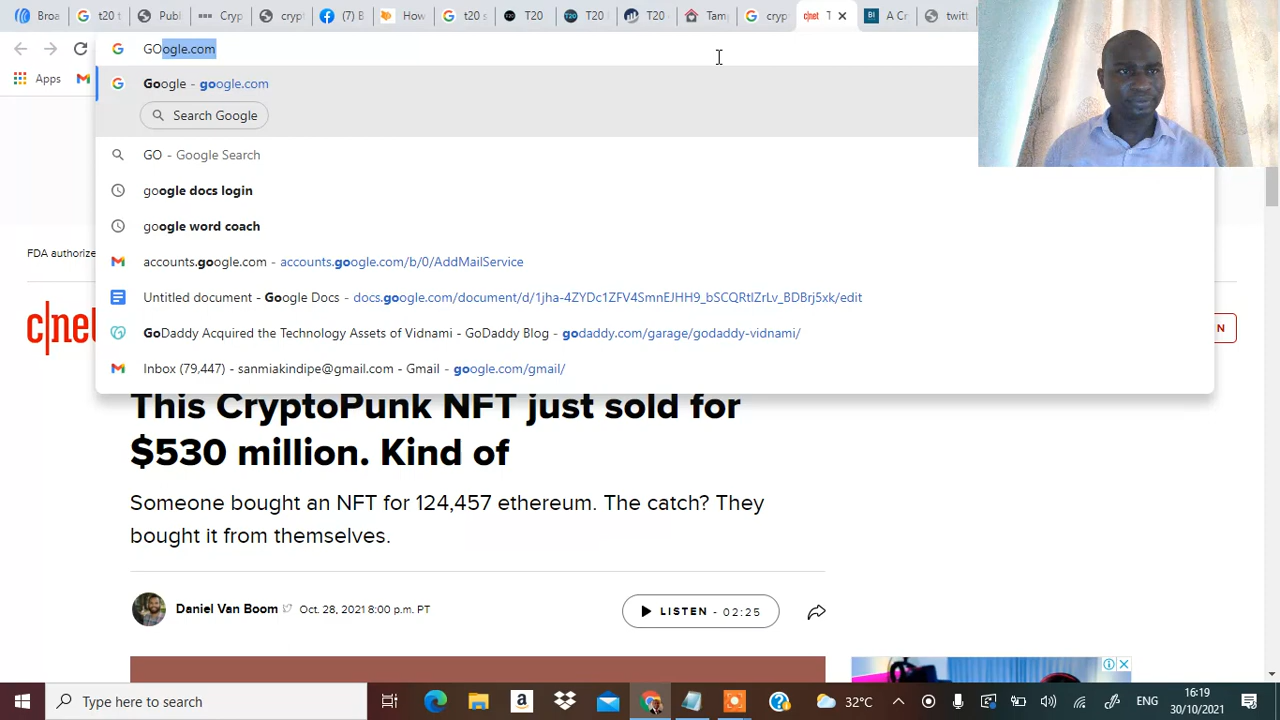 Broa
t20 t
Publ
Cryp
crypt
(7) B
How
t20 s
T20
T20
T20
Tam
cryp
T
A Cr
twitt
GOogle.com
Apps
Google - google.com
Search Google
GO - Google Search
google docs login
google word coach
accounts.google.com - accounts.google.com/b/0/AddMailService
Untitled document - Google Docs - docs.google.com/document/d/1jha-4ZYDc1ZFV4SmnEJHH9_bSCQRtlZrLv_BDBrj5xk/edit
GoDaddy Acquired the Technology Assets of Vidnami - GoDaddy Blog - godaddy.com/garage/godaddy-vidnami/
Inbox (79,447) - sanmiakindipe@gmail.com - Gmail - google.com/gmail/
FDA authorize
c|net
N
This CryptoPunk NFT just sold for
$530 million. Kind of
Someone bought an NFT for 124,457 ethereum. The catch? They
bought it from themselves.
Daniel Van Boom Oct. 28, 2021 8:00 p.m. PT
LISTEN - 02:25
Type here to search
32°C
ENG
16:19
30/10/2021